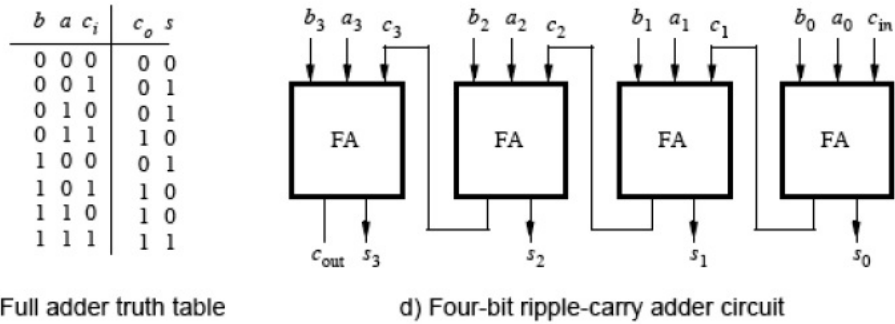 b a c_i c_o s
0 0 0 0 0
0 0 1 0 1
0 1 0 0 1
0 1 1 1 0
1 0 0 0 1
1 0 1 1 0
1 1 0 1 0
1 1 1 1 1
Full adder truth table
b_3 a_3 c_3 b_2 a_2 c_2 b_1 a_1 c_1 b_0 a_0 c_in
FA FA FA FA
c_out s_3 s_2 s_1 s_0
d) Four-bit ripple-carry adder circuit